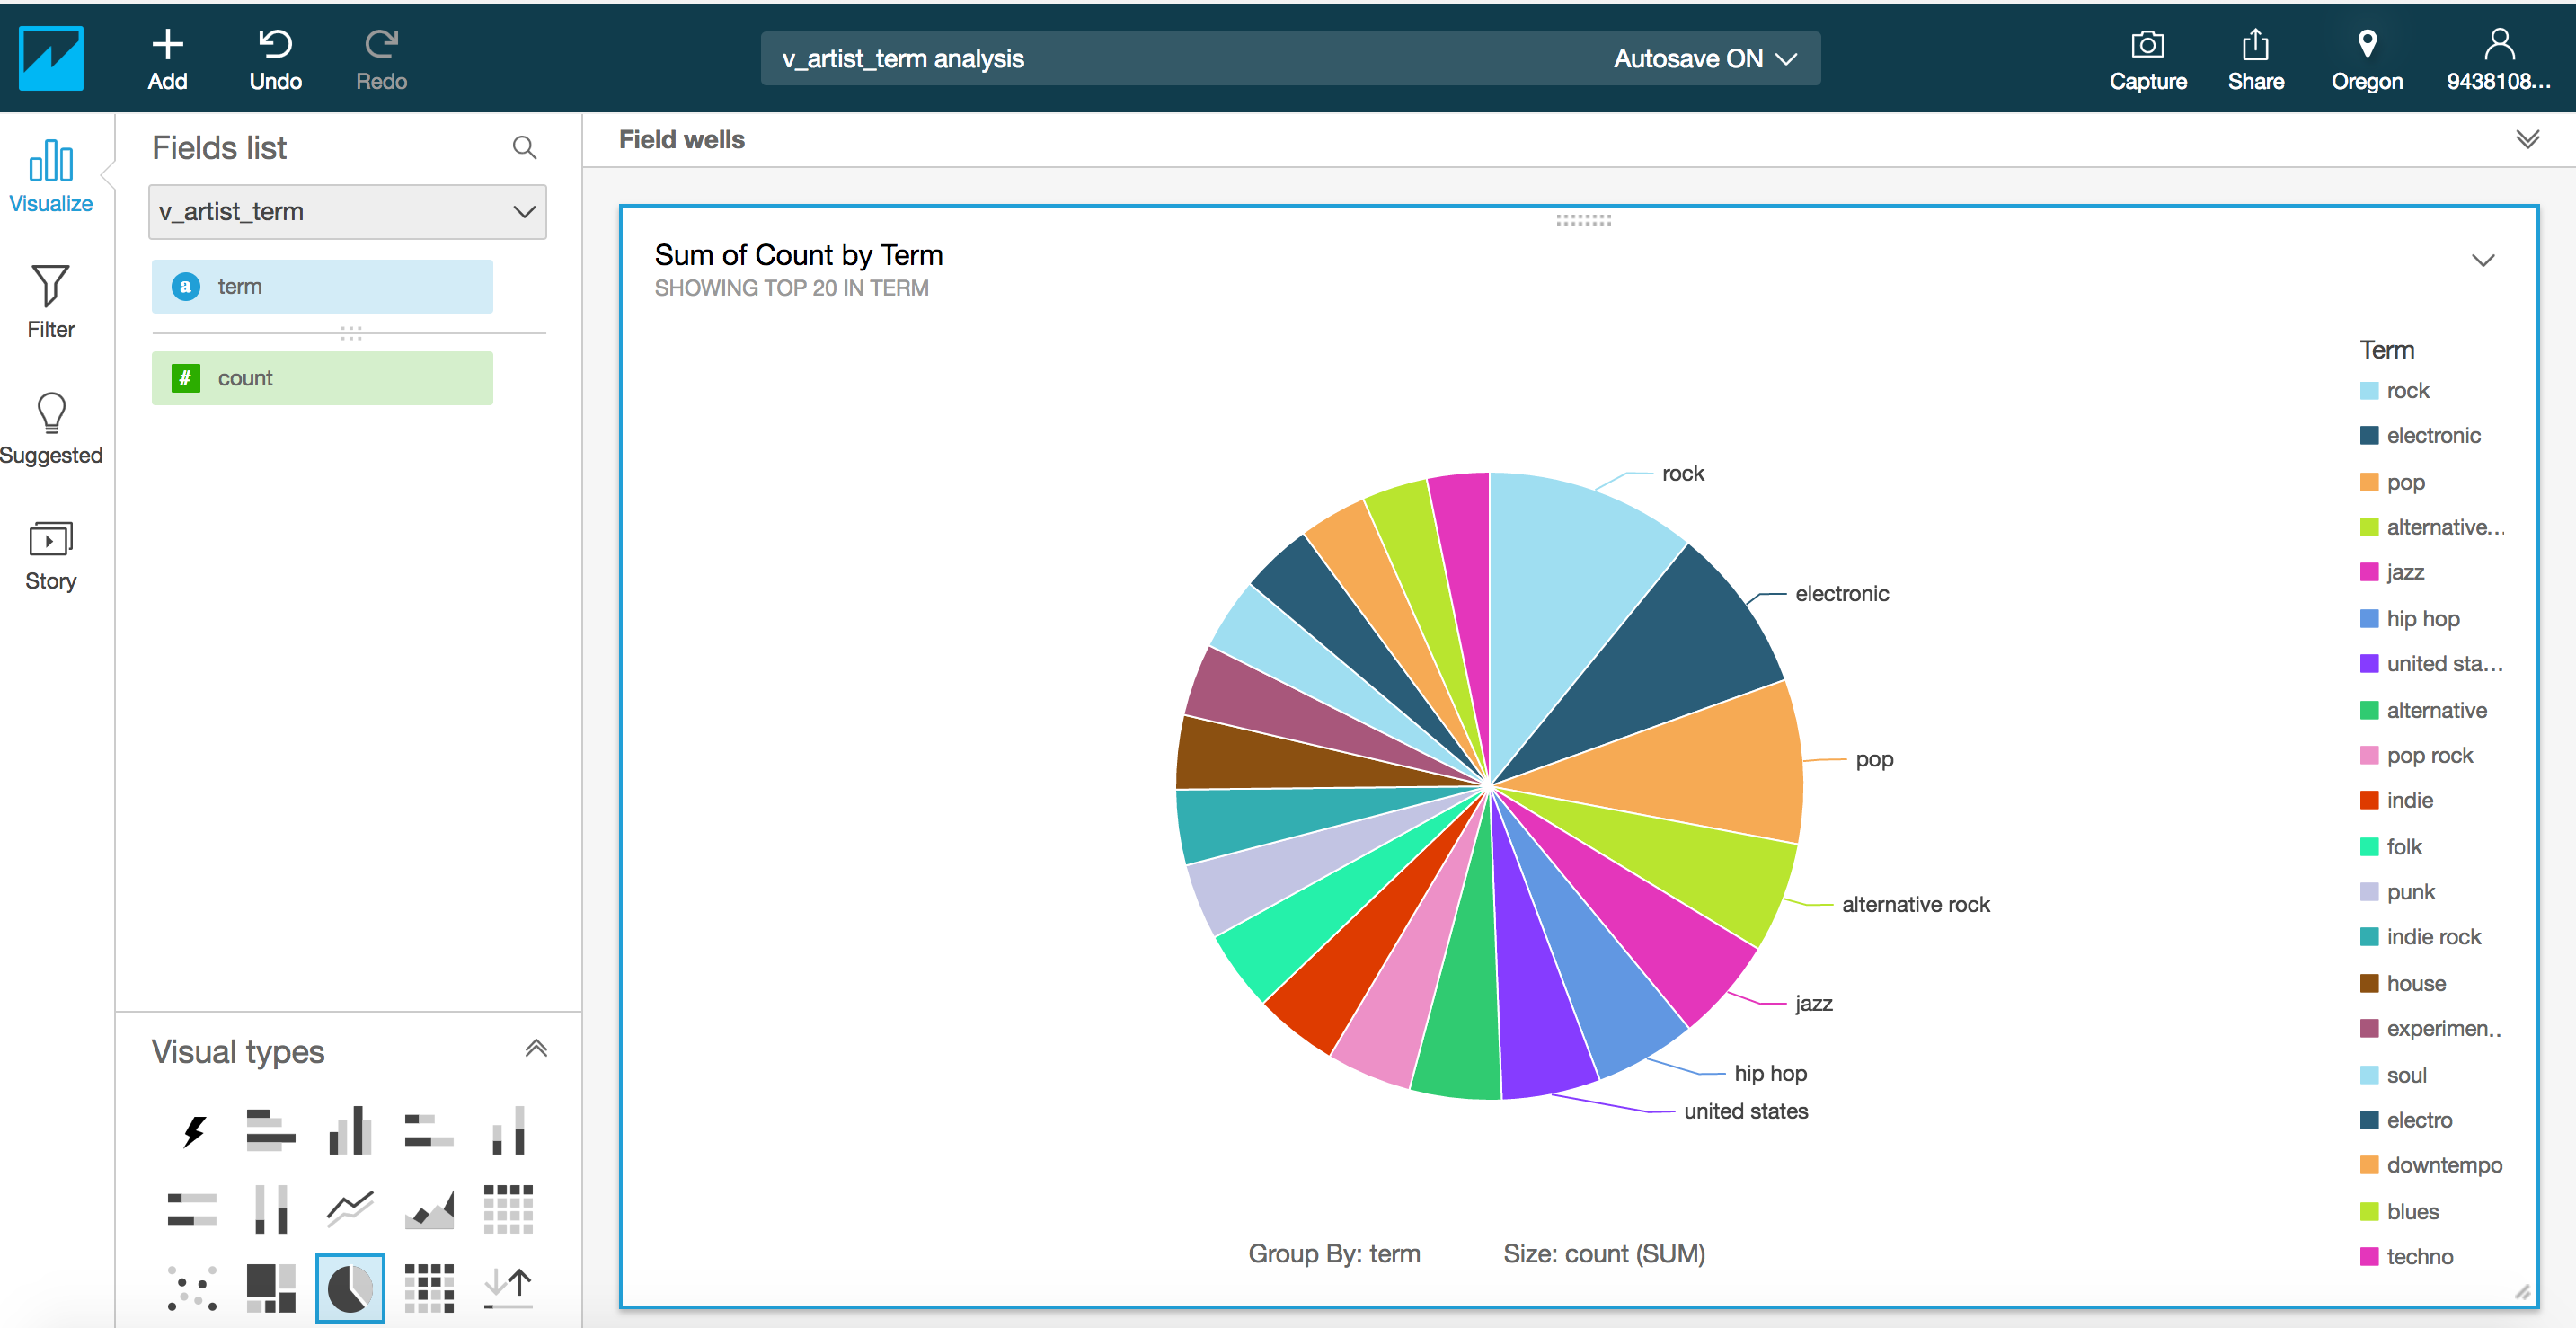 Add
Undo
Redo
v_artist_term analysis
Autosave ON
Capture
Share
Oregon
9438108...
Visualize
Filter
Suggested
Story
Fields list
v_artist_term
a term
# count
Visual types
Field wells
Sum of Count by Term
SHOWING TOP 20 IN TERM
rock
electronic
pop
alternative rock
jazz
hip hop
united states
Group By: term
Size: count (SUM)
Term
rock
electronic
pop
alternative...
jazz
hip hop
united sta...
alternative
pop rock
indie
folk
punk
indie rock
house
experimen..
soul
electro
downtempo
blues
techno